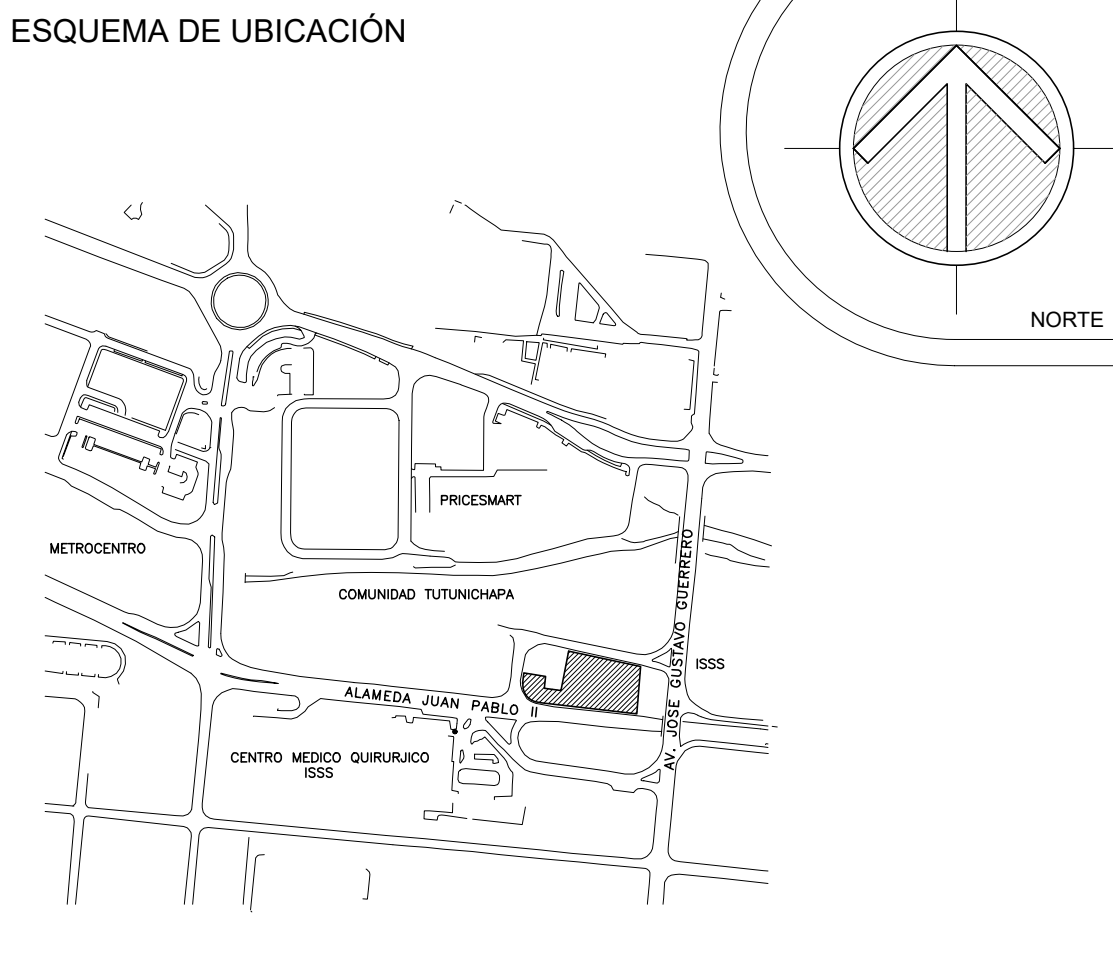 ESQUEMA DE UBICACIÓN
NORTE
PRICESMART
METROCENTRO
COMUNIDAD TUTUNICHAPA
AV. JOSE GUSTAVO GUERRERO
ISSS
ALAMEDA JUAN PABLO II
CENTRO MEDICO QUIRURJICO
ISSS